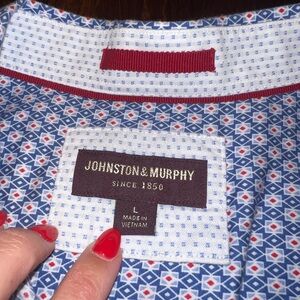 JOHNSTON & MURPHY
SINCE 1850
L
MADE IN
VIETNAM